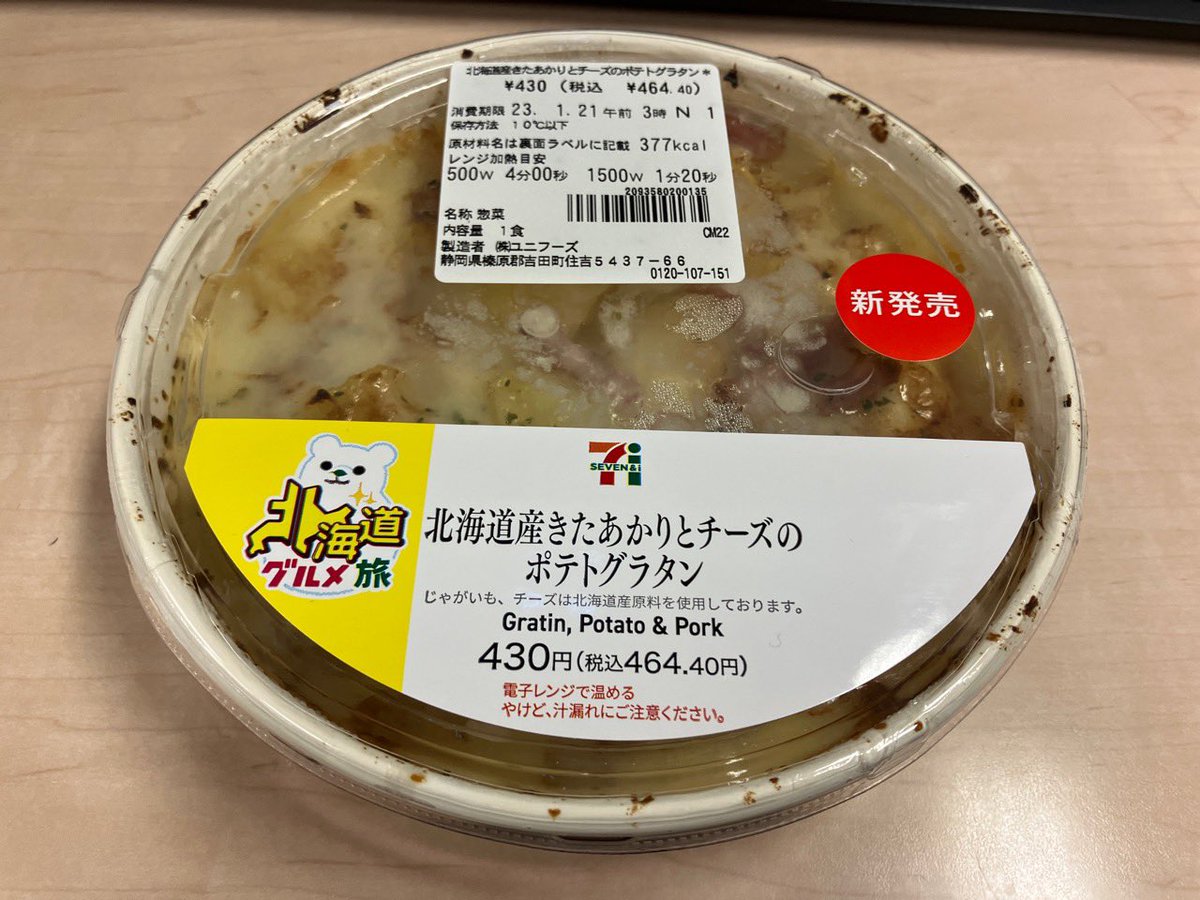 北海道産きたあかりとチーズのポテトグラタン*
¥430 (税込 ¥464.40)
消費期限 23. 1.21午前 3時 N 1
保存方法 10℃以下
原材料名は裏面ラベルに記載 377kcal
レンジ加熱目安
500W 4分00秒 1500W 1分20秒
2093580200135
名称 惣菜
内容量 1食
CM22
製造者 ㈱ユニフーズ
静岡県榛原郡吉田町住吉5437-66
0120-107-151
新発売
SEVEN&i
北海道
グルメ旅
北海道産きたあかりとチーズの
ポテトグラタン
じゃがいも、チーズは北海道産原料を使用しております。
Gratin, Potato & Pork
430円(税込464.40円)
電子レンジで温める
やけど、汁漏れにご注意ください。